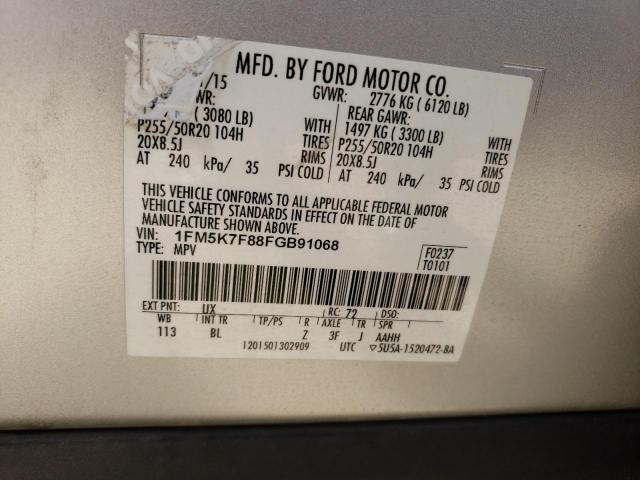 MFD. BY FORD MOTOR CO.
/15 GVWR: 2776 KG ( 6120 LB)
WR: REAR GAWR:
( 3080 LB) WITH 1497 KG ( 3300 LB) WITH
P255/50R20 104H TIRES P255/50R20 104H TIRES
20X8.5J RIMS 20X8.5J RIMS
AT 240 kPa/ 35 PSI COLD AT 240 kPa/ 35 PSI COLD
THIS VEHICLE CONFORMS TO ALL APPLICABLE FEDERAL MOTOR
VEHICLE SAFETY STANDARDS IN EFFECT ON THE DATE OF
MANUFACTURE SHOWN ABOVE.
VIN: 1FM5K7F88FGB91068
TYPE: MPV
F0237
T0101
EXT PNT: UX RC: 72 DSO:
WB INT TR TP/PS R AXLE TR SPR
113 BL Z 3F J AAHH
1201501302909 UTC ▽5U5A-1520472-BA